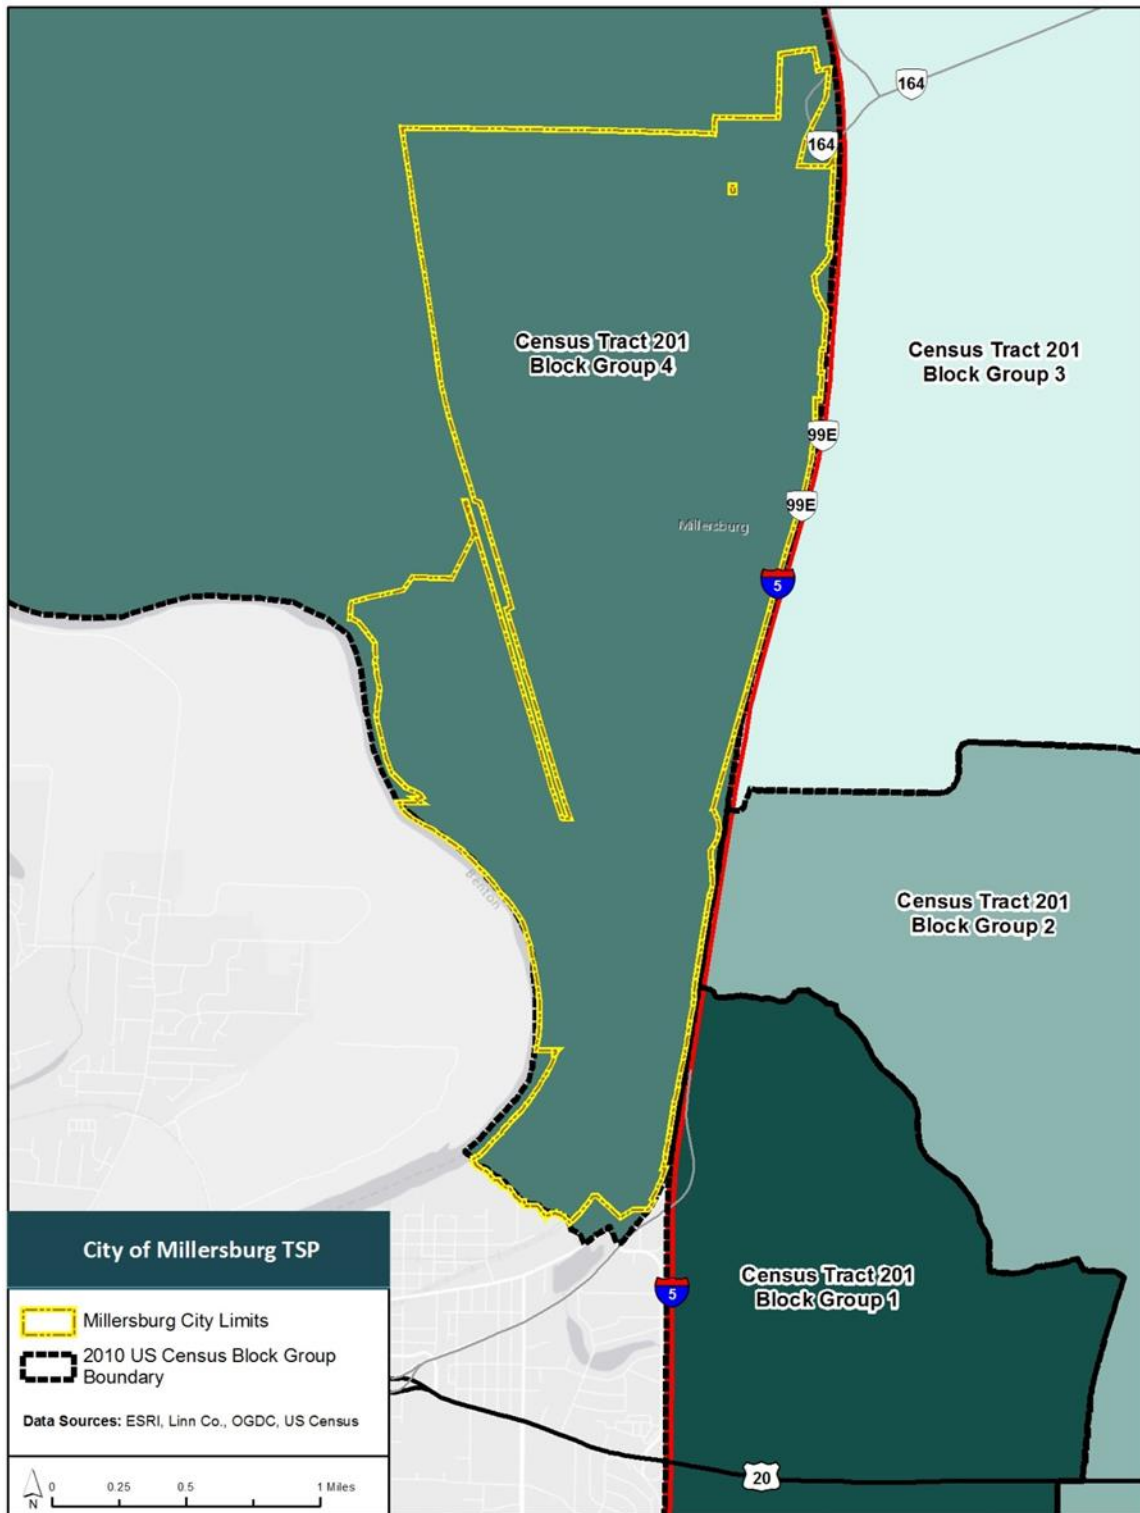 164
164
Census Tract 201
Block Group 4
Census Tract 201
Block Group 3
99E
99E
Millersburg
5
Benton
Census Tract 201
Block Group 2
Census Tract 201
Block Group 1
5
20
City of Millersburg TSP
Millersburg City Limits
2010 US Census Block Group
Boundary
Data Sources: ESRI, Linn Co., OGDC, US Census
N
0 0.25 0.5 1 Miles